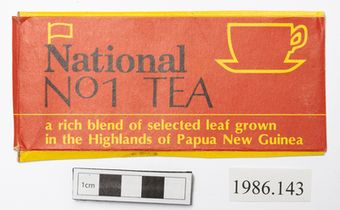 National
No1 TEA
a rich blend of selected leaf grown
in the Highlands of Papua New Guinea
1cm
1986.143